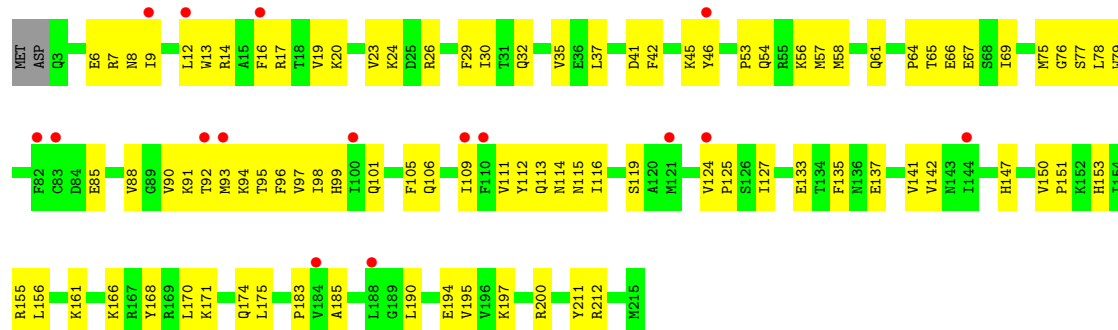 MET ASP Q3 E6 R7 N8 I9 L12 W13 R14 A15 F16 R17 T18 V19 K20 V23 K24 D25 R26 F29 I30 T31 Q32 V35 E36 L37 D41 F42 K45 Y46 P53 Q54 R55 K56 M57 M58 Q61 P64 T65 E66 E67 S68 I69 M75 G76 S77 L78 W79
F82 C83 D84 E85 V88 G89 V90 K91 T92 M93 K94 T95 F96 V97 I98 H99 I100 Q101 F105 Q106 I109 F110 V111 Y112 Q113 N114 N115 I116 S119 A120 M121 V124 P125 S126 I127 E133 T134 F135 N136 E137 V141 V142 N143 I144 H147 V150 P151 K152 H153 I154
R155 L156 K161 K166 R167 Y168 R169 L170 K171 Q174 L175 P183 V184 A185 L188 G189 L190 E194 V195 V196 K197 R200 Y211 R212 M215